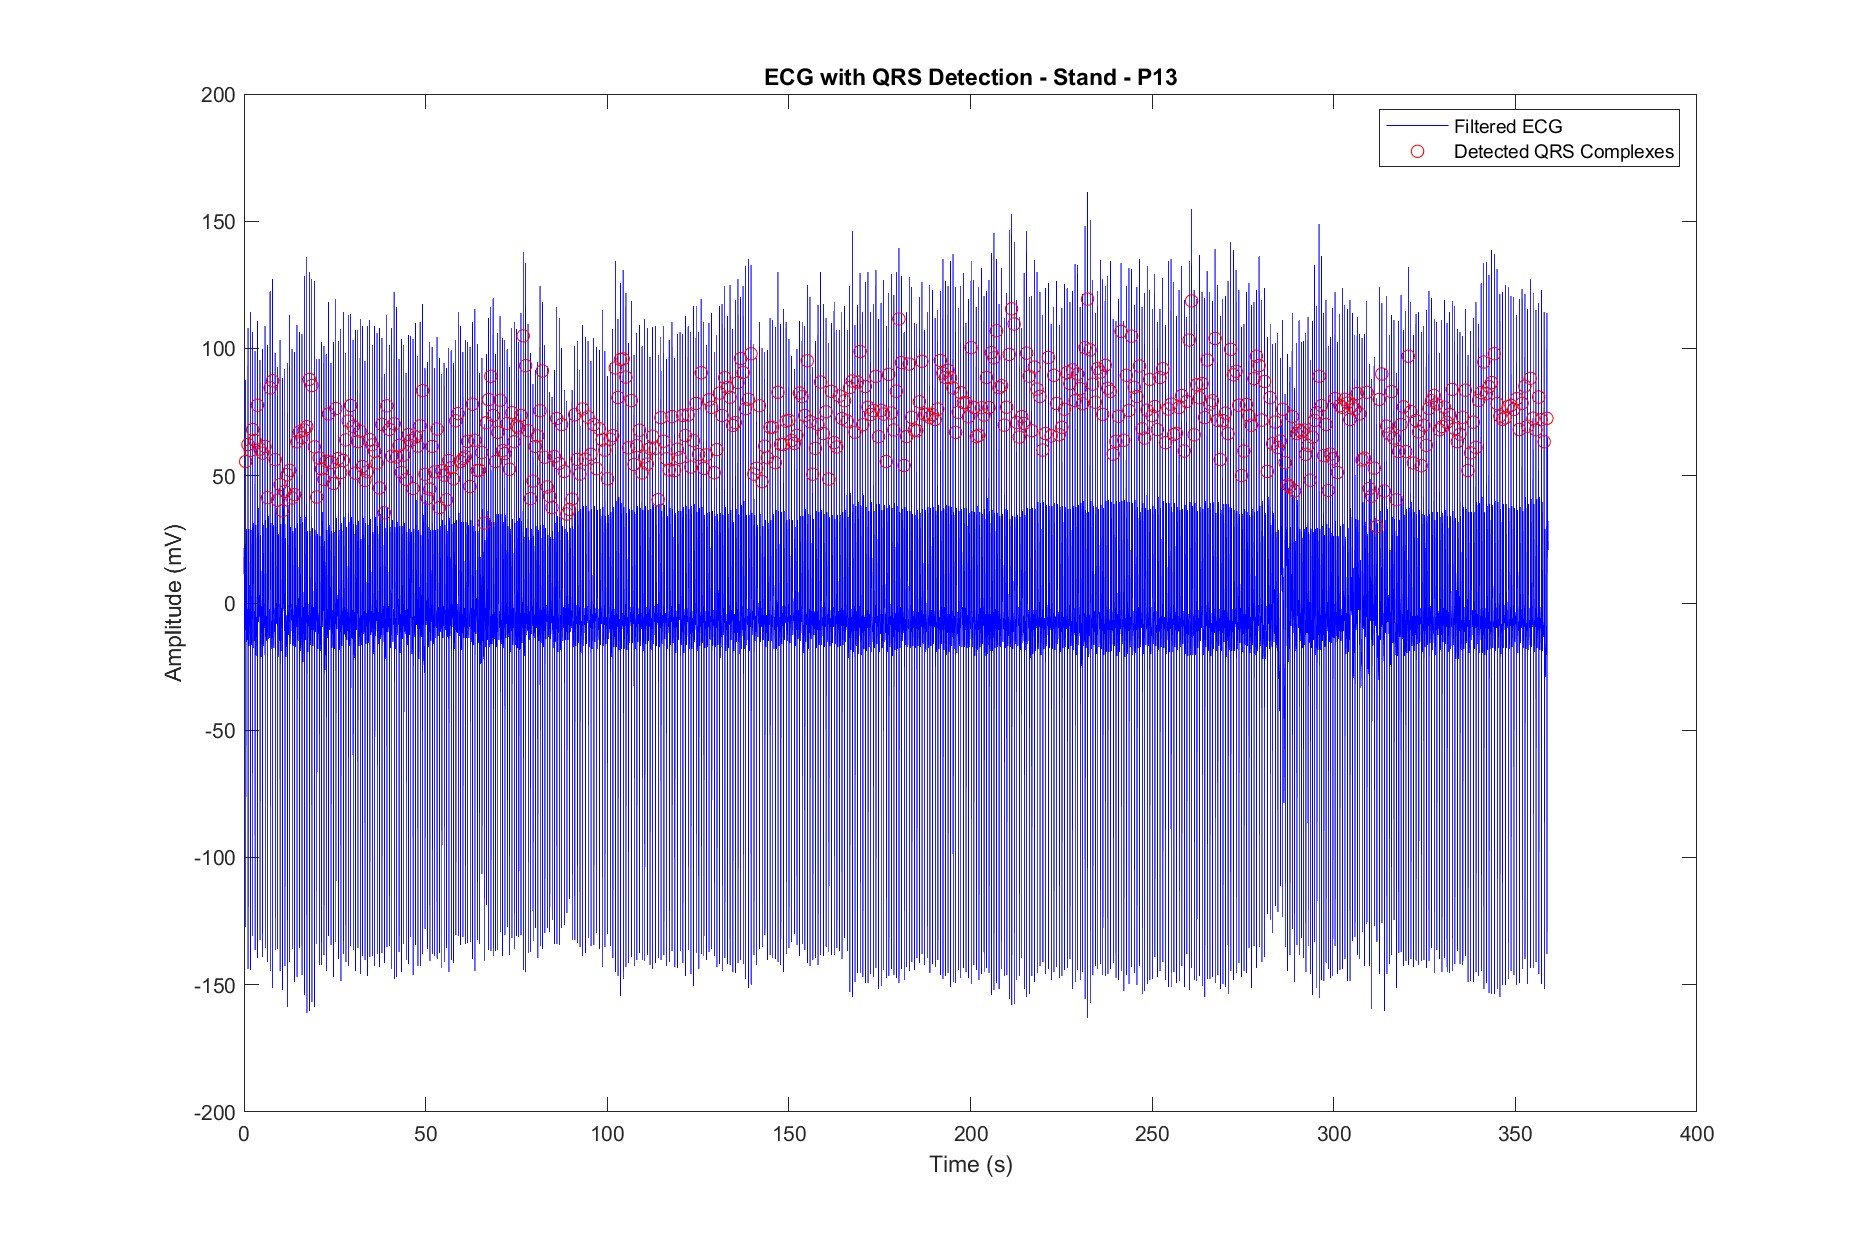 ECG with QRS Detection - Stand - P13
200
150
100
50
0
-50
-100
-150
-200
Amplitude (mV)
Filtered ECG
Detected QRS Complexes
0 50 100 150 200 250 300 350 400
Time (s)